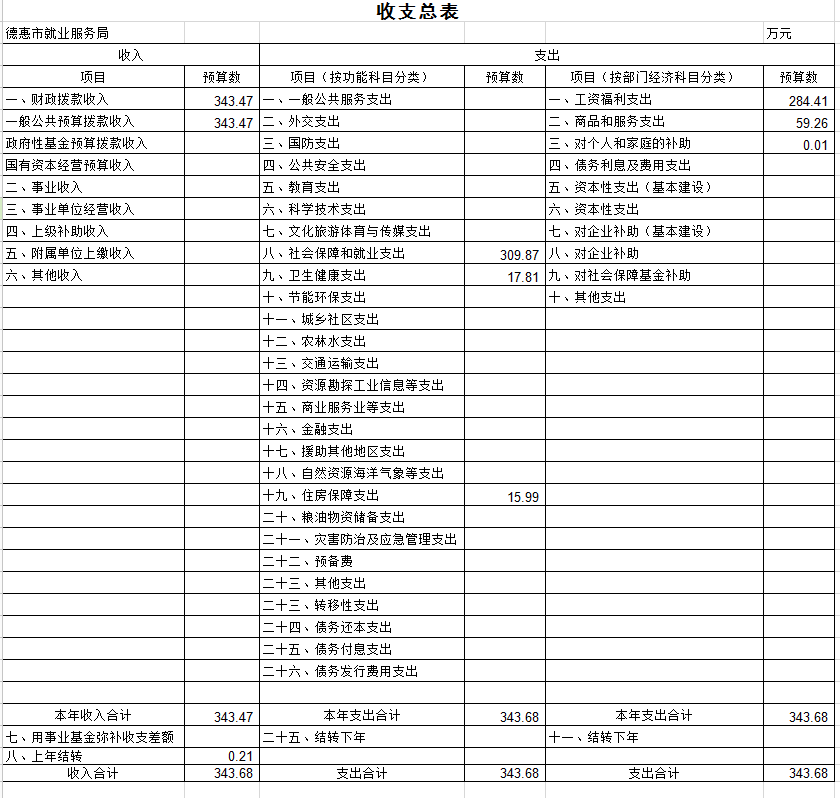 收支总表
德惠市就业服务局 万元
收入 支出
项目 预算数 项目（按功能科目分类） 预算数 项目（按部门经济科目分类） 预算数
一、财政拨款收入 343.47 一、一般公共服务支出 一、工资福利支出 284.41
一般公共预算拨款收入 343.47 二、外交支出 二、商品和服务支出 59.26
政府性基金预算拨款收入 三、国防支出 三、对个人和家庭的补助 0.01
国有资本经营预算收入 四、公共安全支出 四、债务利息及费用支出
二、事业收入 五、教育支出 五、资本性支出（基本建设）
三、事业单位经营收入 六、科学技术支出 六、资本性支出
四、上级补助收入 七、文化旅游体育与传媒支出 七、对企业补助（基本建设）
五、附属单位上缴收入 八、社会保障和就业支出 309.87 八、对企业补助
六、其他收入 九、卫生健康支出 17.81 九、对社会保障基金补助
十、节能环保支出 十、其他支出
十一、城乡社区支出
十二、农林水支出
十三、交通运输支出
十四、资源勘探工业信息等支出
十五、商业服务业等支出
十六、金融支出
十七、援助其他地区支出
十八、自然资源海洋气象等支出
十九、住房保障支出 15.99
二十、粮油物资储备支出
二十一、灾害防治及应急管理支出
二十二、预备费
二十三、其他支出
二十三、转移性支出
二十四、债务还本支出
二十五、债务付息支出
二十六、债务发行费用支出
本年收入合计 343.47 本年支出合计 343.68 本年支出合计 343.68
七、用事业基金弥补收支差额 二十五、结转下年 十一、结转下年
八、上年结转 0.21
收入合计 343.68 支出合计 343.68 支出合计 343.68